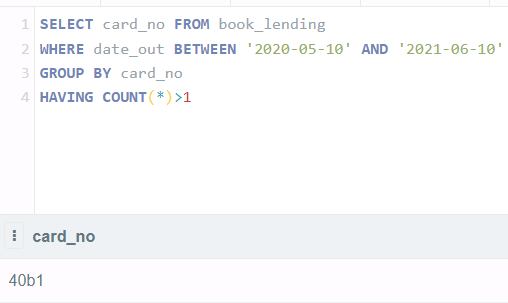 1 SELECT card_no FROM book_lending
2 WHERE date_out BETWEEN '2020-05-10' AND '2021-06-10'
3 GROUP BY card_no
4 HAVING COUNT(*)>1
card_no
40b1